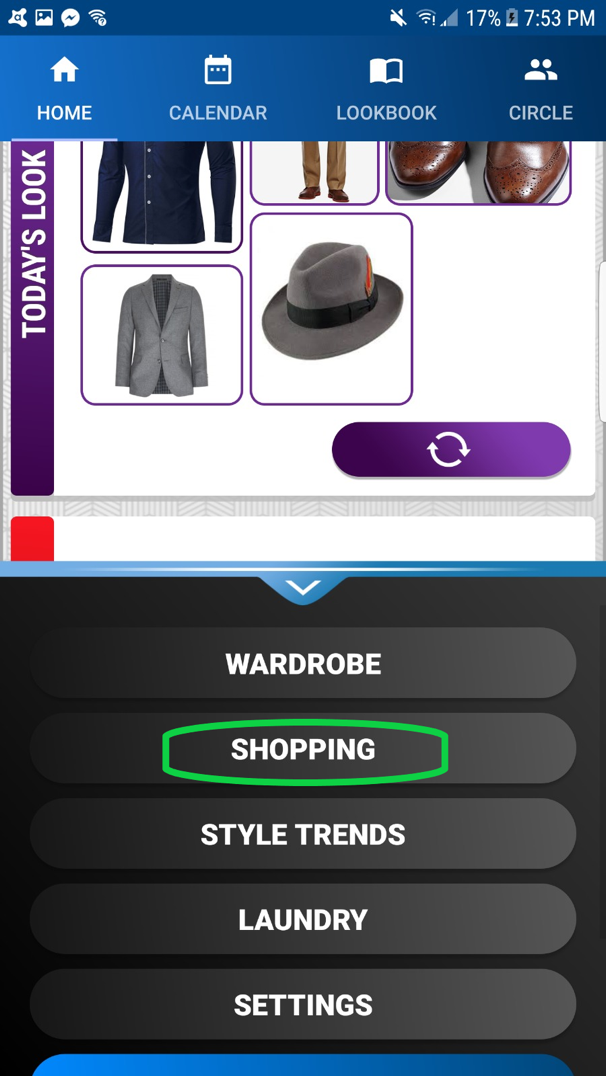 17% 7:53 PM
HOME CALENDAR LOOKBOOK CIRCLE
TODAY'S LOOK
WARDROBE
SHOPPING
STYLE TRENDS
LAUNDRY
SETTINGS